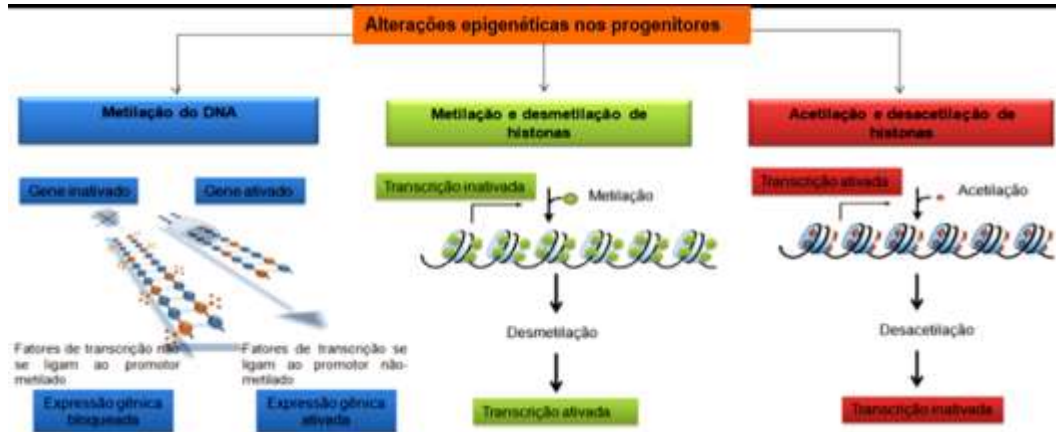 Alterações epigenéticas nos progenitores
Metilação do DNA
Gene inativado
Gene ativado
Fatores de transcrição não
se ligam ao promotor
metilado
Fatores de transcrição se
ligam ao promotor não-
metilado
Expressão gênica
bloqueada
Expressão gênica
ativada
Metilação e desmetilação de
histonas
Transcrição inativada
Metilação
Desmetilação
Transcrição ativada
Acetilação e desacetilação de
histonas
Transcrição ativada
Acetilação
Desacetilação
Transcrição inativada